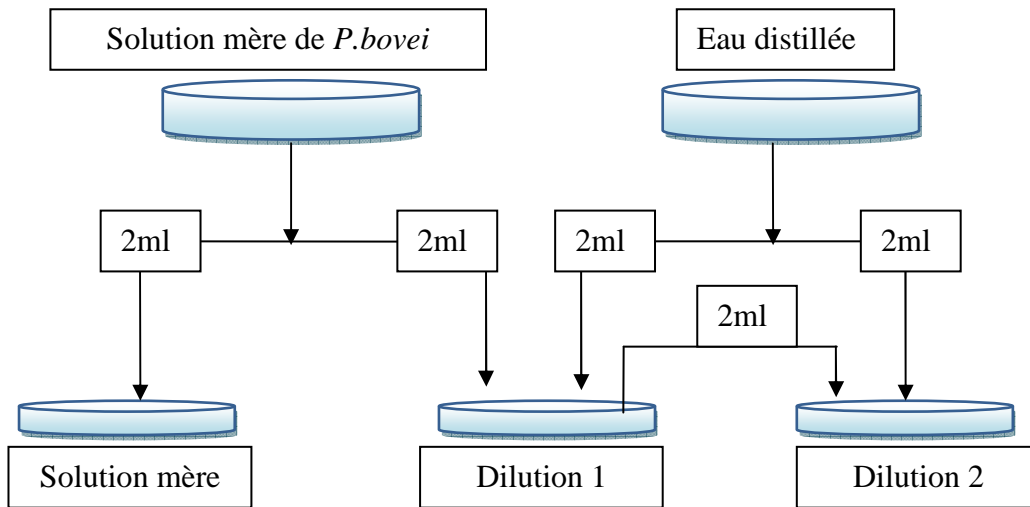 Solution mère de P.bovei
Eau distillée
2ml
2ml
2ml
2ml
2ml
Solution mère
Dilution 1
Dilution 2